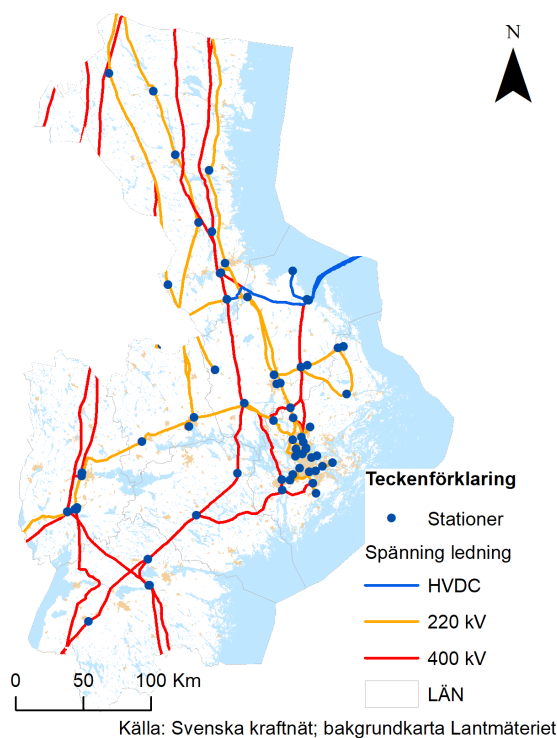 N
Teckenförklaring
Stationer
Spänning ledning
HVDC
220 kV
400 kV
LÄN
0 50 100 Km
Källa: Svenska kraftnät; bakgrundkarta Lantmäteriet